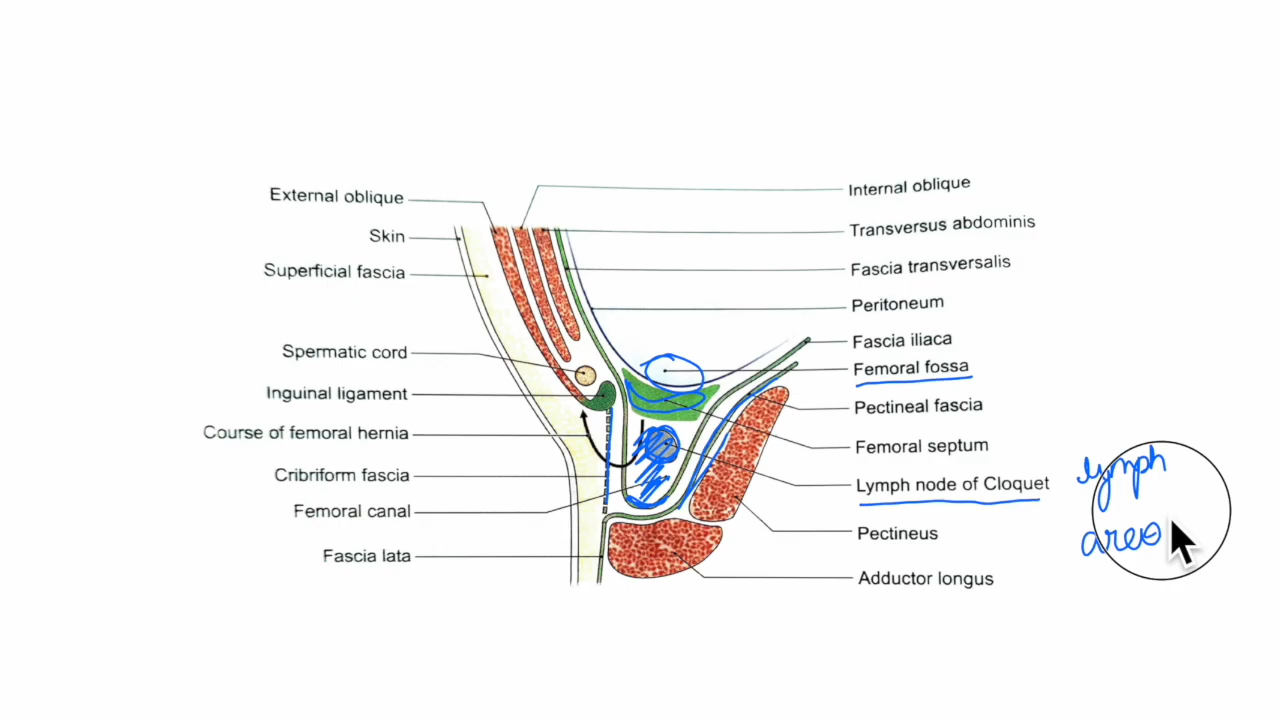 External oblique
Skin
Superficial fascia
Spermatic cord
Inguinal ligament
Course of femoral hernia
Cribriform fascia
Femoral canal
Fascia lata
Internal oblique
Transversus abdominis
Fascia transversalis
Peritoneum
Fascia iliaca
Femoral fossa
Pectineal fascia
Femoral septum
Lymph node of Cloquet
Pectineus
Adductor longus
lymph
areo